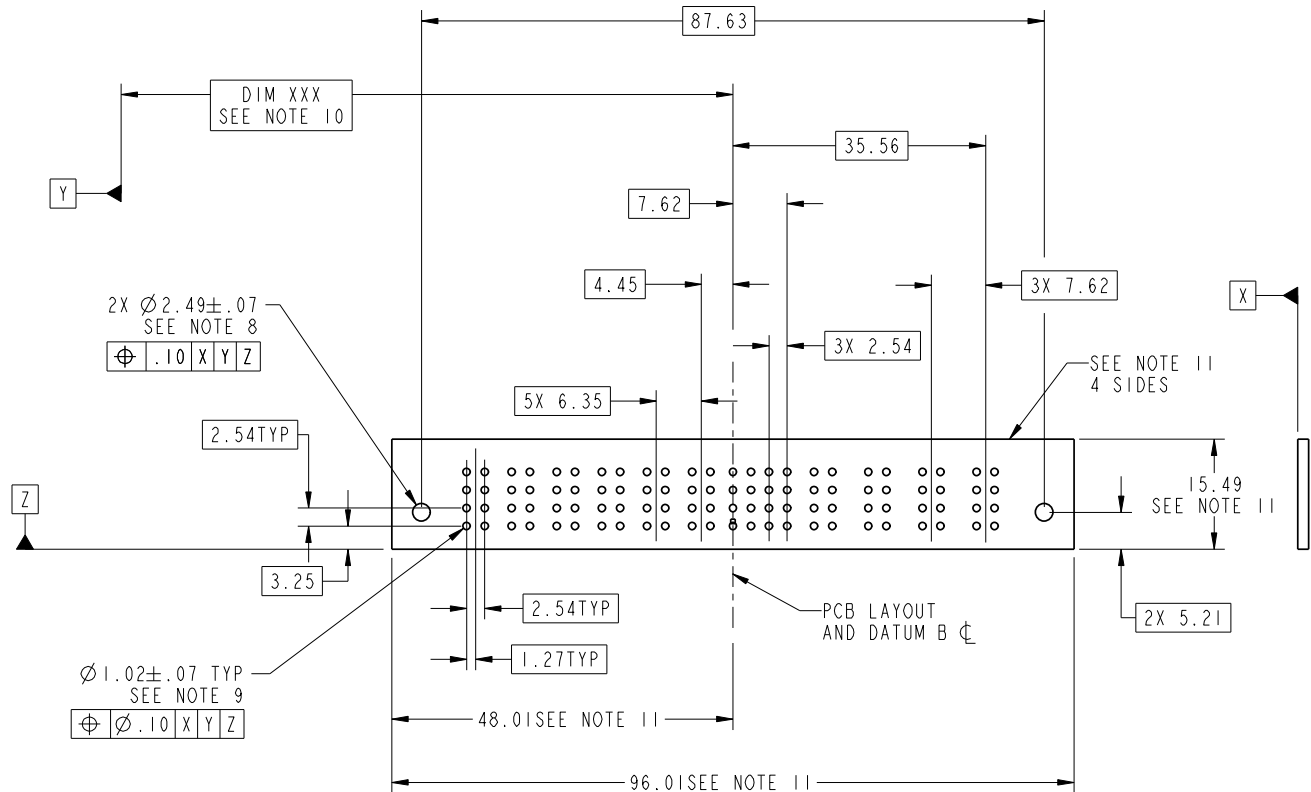 87.63
DIM XXX
SEE NOTE 10
35.56
Y
7.62
4.45
3X 7.62
X
2X Ø2.49±.07
SEE NOTE 8
⌖ .10 X Y Z
3X 2.54
SEE NOTE 11
4 SIDES
5X 6.35
2.54TYP
Z
15.49
SEE NOTE 11
3.25
2.54TYP
PCB LAYOUT
AND DATUM B ℄
2X 5.21
1.27TYP
Ø1.02±.07 TYP
SEE NOTE 9
⌖ Ø.10 X Y Z
48.01SEE NOTE 11
96.01SEE NOTE 11